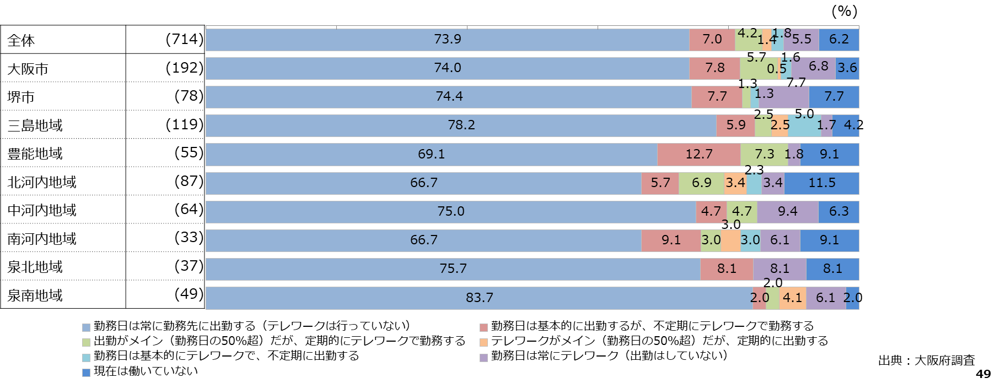 (%)
全体 (714) 73.9 7.0 4.2 1.4 1.8 5.5 6.2
大阪市 (192) 74.0 7.8 5.7 0.5 1.6 6.8 3.6
堺市 (78) 74.4 7.7 1.3 1.3 7.7 7.7
三島地域 (119) 78.2 5.9 2.5 2.5 5.0 1.7 4.2
豊能地域 (55) 69.1 12.7 7.3 1.8 9.1
北河内地域 (87) 66.7 5.7 6.9 3.4 2.3 3.4 11.5
中河内地域 (64) 75.0 4.7 4.7 9.4 6.3
南河内地域 (33) 66.7 9.1 3.0 3.0 3.0 6.1 9.1
泉北地域 (37) 75.7 8.1 8.1 8.1
泉南地域 (49) 83.7 2.0 2.0 4.1 6.1 2.0
勤務日は常に勤務先に出勤する（テレワークは行っていない） 勤務日は基本的に出勤するが、不定期にテレワークで勤務する
出勤がメイン（勤務日の50%超）だが、定期的にテレワークで勤務する テレワークがメイン（勤務日の50%超）だが、定期的に出勤する
勤務日は基本的にテレワークで、不定期に出勤する 勤務日は常にテレワーク（出勤はしていない）
現在は働いていない
出典：大阪府調査
49